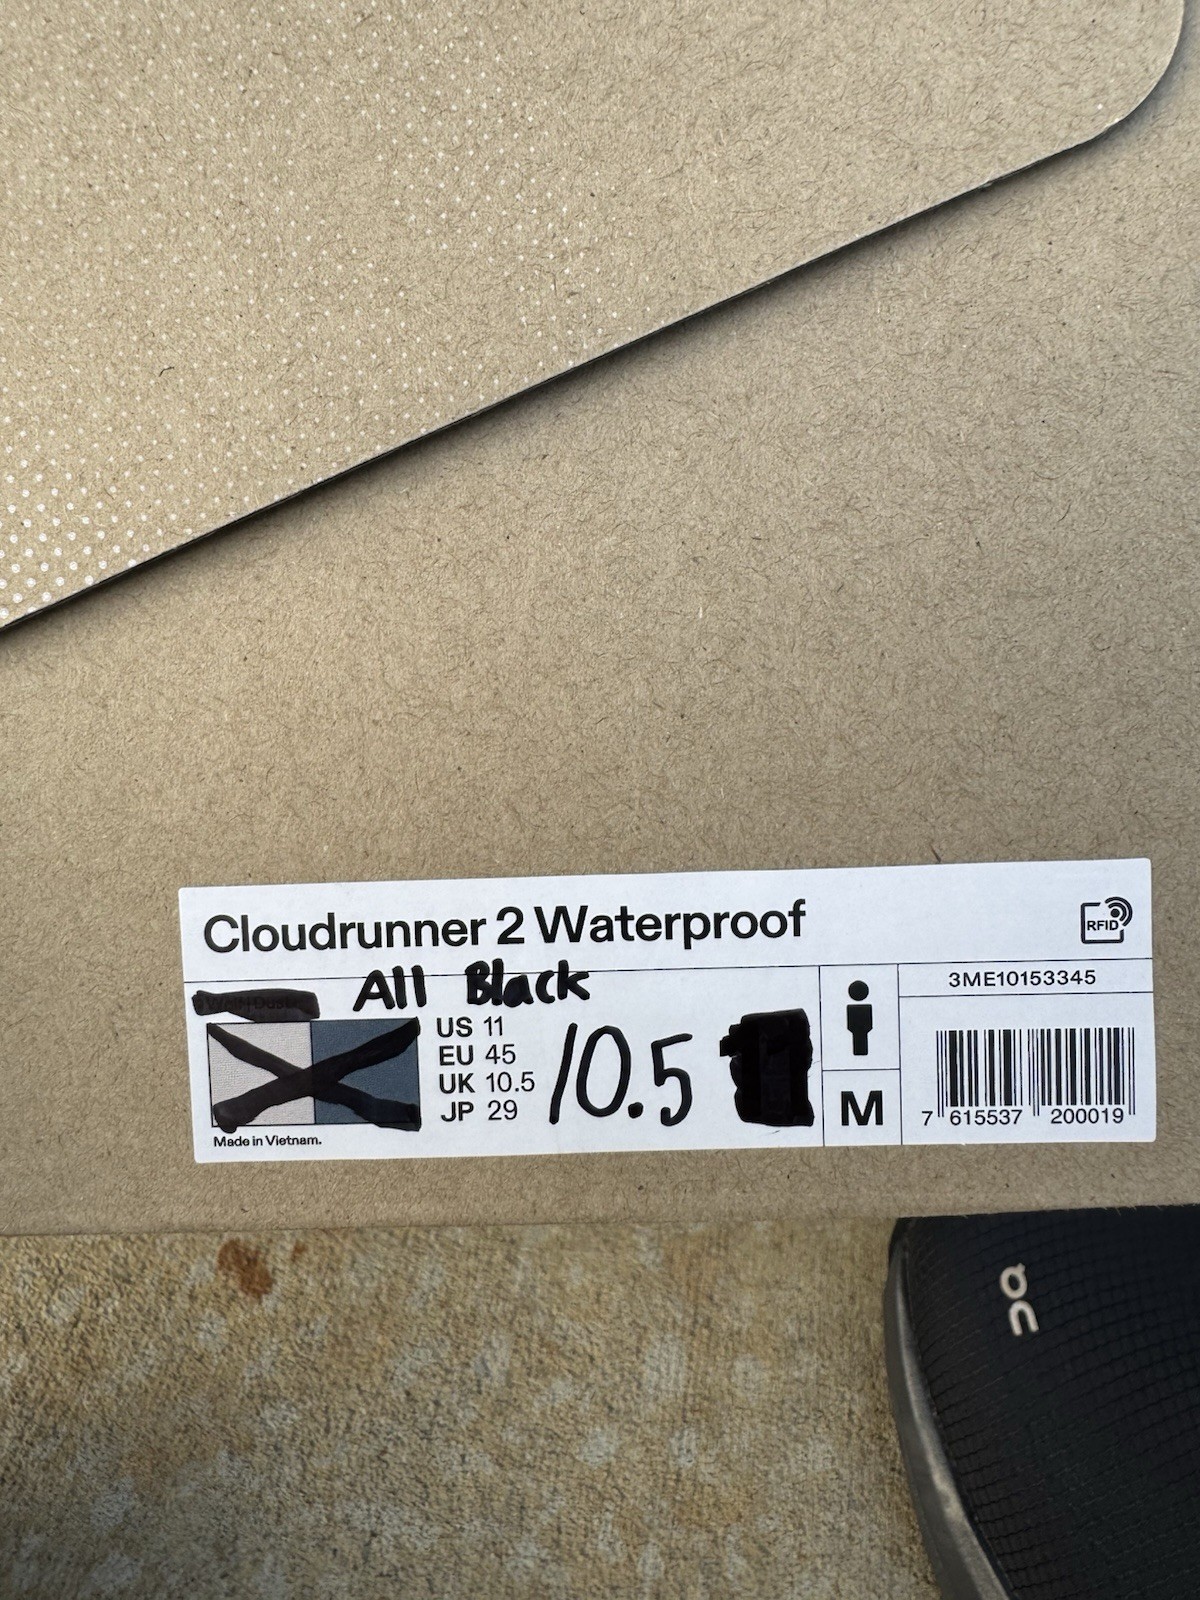 Cloudrunner 2 Waterproof
RFID
All Black
3ME10153345
US 11
EU 45
UK 10.5
JP 29
10.5
M
7 615537 200019
Made in Vietnam.
On